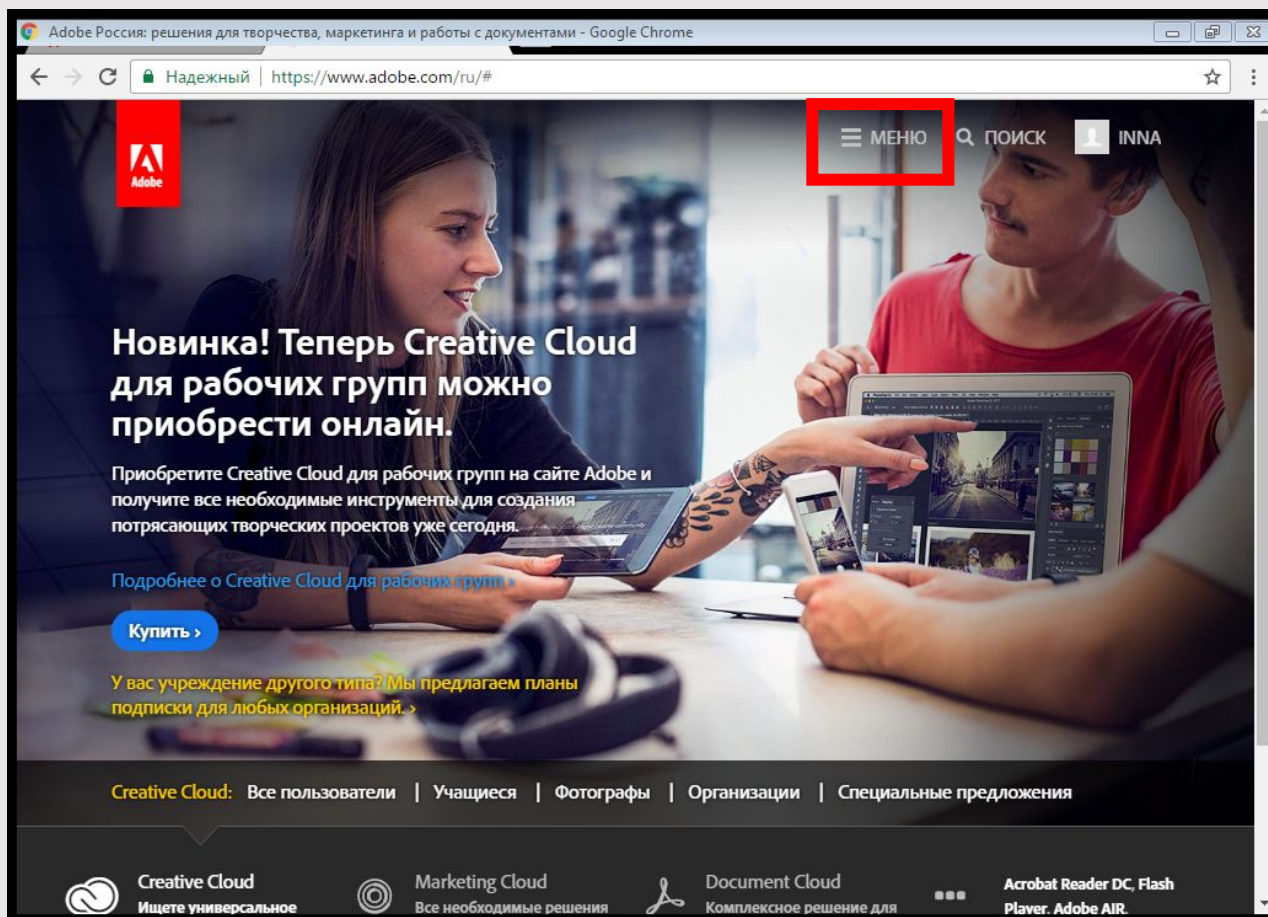 Adobe Россия: решения для творчества, маркетинга и работы с документами - Google Chrome
Надежный | https://www.adobe.com/ru/#
Adobe
МЕНЮ ПОИСК INNA
Новинка! Теперь Creative Cloud
для рабочих групп можно
приобрести онлайн.
Приобретите Creative Cloud для рабочих групп на сайте Adobe и
получите все необходимые инструменты для создания
потрясающих творческих проектов уже сегодня.
Подробнее о Creative Cloud для рабочих групп ›
Купить ›
У вас учреждение другого типа? Мы предлагаем планы
подписки для любых организаций. ›
Creative Cloud: Все пользователи | Учащиеся | Фотографы | Организации | Специальные предложения
Creative Cloud
Ищете универсальное
Marketing Cloud
Все необходимые решения
Document Cloud
Комплексное решение для
Acrobat Reader DC, Flash
Player, Adobe AIR,